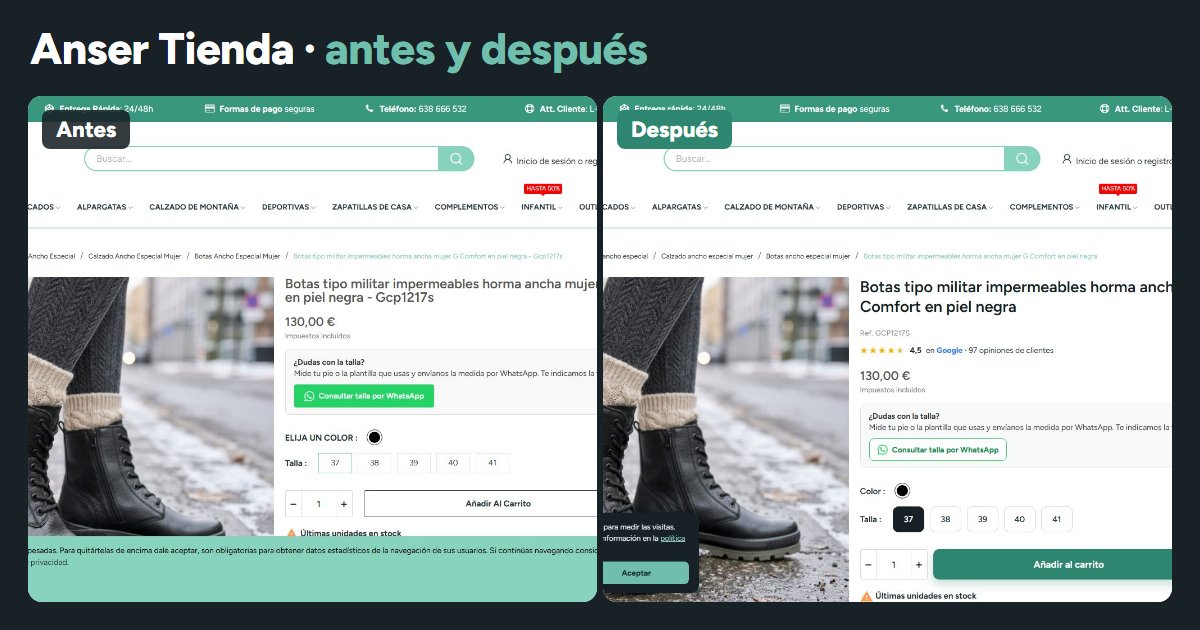 Anser Tienda · antes y después
Entrega Rápida: 24/48h
Formas de pago seguras
Teléfono: 638 666 532
Att. Cliente: L-
Antes
Buscar...
Inicio de sesión o reg
HASTA 50%
CADOS
ALPARGATAS
CALZADO DE MONTAÑA
DEPORTIVAS
ZAPATILLAS DE CASA
COMPLEMENTOS
INFANTIL
OUTL
Ancho Especial / Calzado Ancho Especial Mujer / Botas Ancho Especial Mujer / Botas tipo militar impermeables horma ancha mujer G Comfort en piel negra - Gcp1217s
Botas tipo militar impermeables horma ancha mujer
en piel negra - Gcp1217s
130,00 €
Impuestos incluidos
¿Dudas con la talla?
Mide tu pie o la plantilla que usas y envíanos la medida por WhatsApp. Te indicamos la t
Consultar talla por WhatsApp
ELIJA UN COLOR :
Talla : 37 38 39 40 41
− 1 + Añadir Al Carrito
Últimas unidades en stock
pesadas. Para quitártelas de encima dale aceptar, son obligatorias para obtener datos estadísticos de la navegación de sus usuarios. Si continúas navegando consid
privacidad.
Entrega rápida: 24/48h
Formas de pago seguras
Teléfono: 638 666 532
Att. Cliente: L-
Después
Buscar...
Inicio de sesión o registro
HASTA 50%
CADOS
ALPARGATAS
CALZADO DE MONTAÑA
DEPORTIVAS
ZAPATILLAS DE CASA
COMPLEMENTOS
INFANTIL
OUTL
ancho especial / Calzado ancho especial mujer / Botas ancho especial mujer / Botas tipo militar impermeables horma ancha mujer G Comfort en piel negra
Botas tipo militar impermeables horma anch
Comfort en piel negra
Ref. GCP1217S
4,5 en Google · 97 opiniones de clientes
130,00 €
Impuestos incluidos
¿Dudas con la talla?
Mide tu pie o la plantilla que usas y envíanos la medida por WhatsApp. Te indicamos la
Consultar talla por WhatsApp
Color :
Talla : 37 38 39 40 41
− 1 + Añadir al carrito
Últimas unidades en stock
para medir las visitas.
nformación en la política
Aceptar